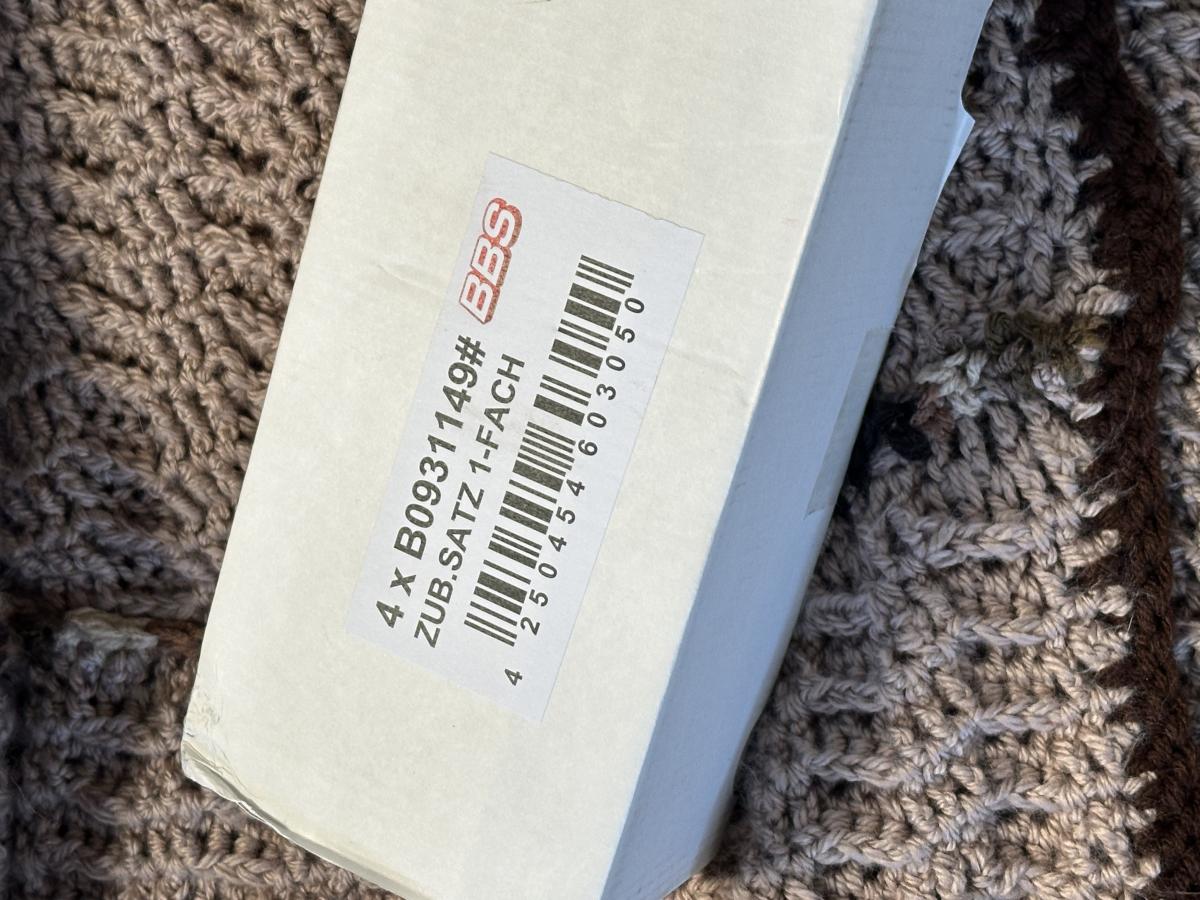 4 x B0931149# BBS
ZUB.SATZ 1-FACH
4 250454 603050